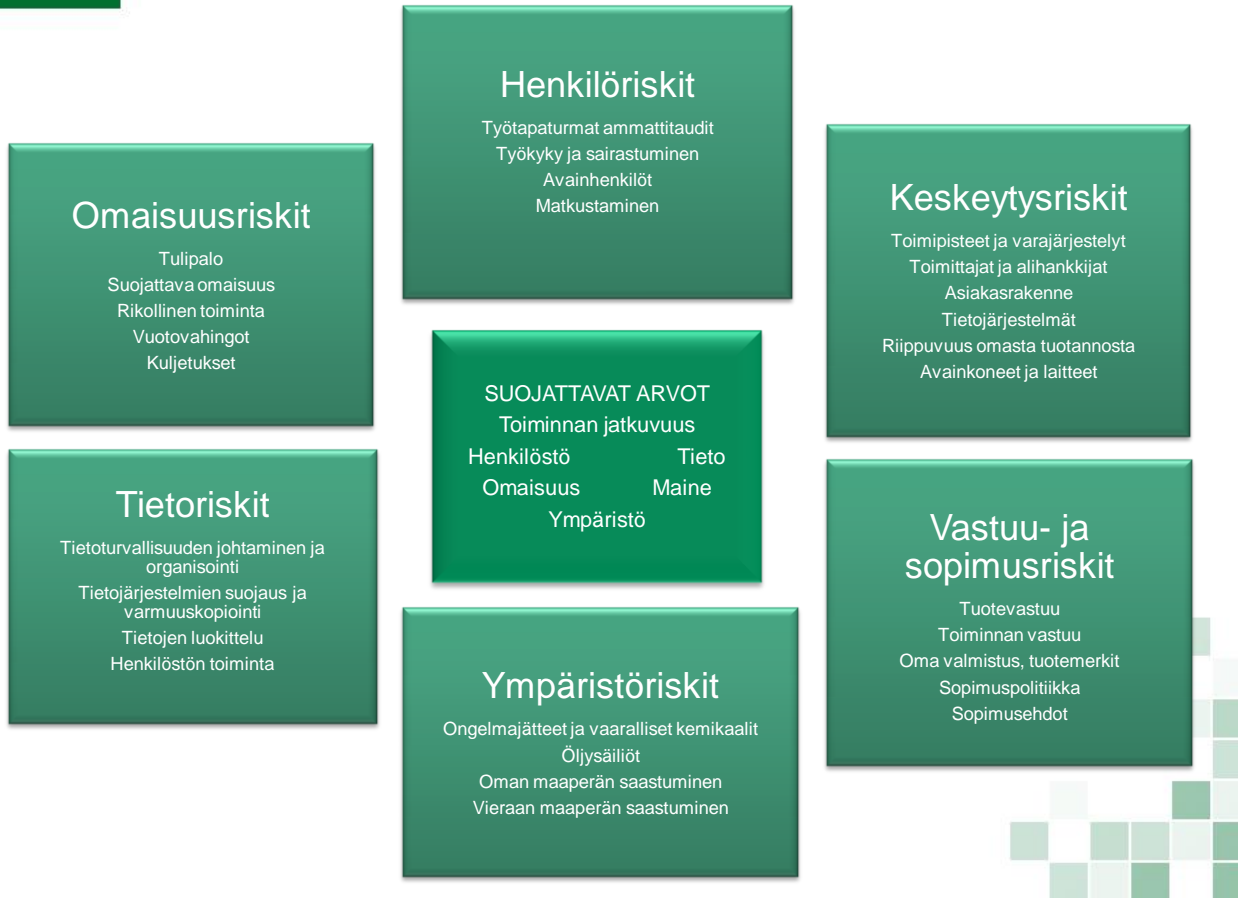 Henkilöriskit
Työtapaturmat ammattitaudit
Työkyky ja sairastuminen
Avainhenkilöt
Matkustaminen
Omaisuusriskit
Tulipalo
Suojattava omaisuus
Rikollinen toiminta
Vuotovahingot
Kuljetukset
Keskeytysriskit
Toimipisteet ja varajärjestelyt
Toimittajat ja alihankkijat
Asiakasrakenne
Tietojärjestelmät
Riippuvuus omasta tuotannosta
Avainkoneet ja laitteet
SUOJATTAVAT ARVOT
Toiminnan jatkuvuus
Henkilöstö Tieto
Omaisuus Maine
Ympäristö
Tietoriskit
Tietoturvallisuuden johtaminen ja
organisointi
Tietojärjestelmien suojaus ja
varmuuskopiointi
Tietojen luokittelu
Henkilöstön toiminta
Vastuu- ja
sopimusriskit
Tuotevastuu
Toiminnan vastuu
Oma valmistus, tuotemerkit
Sopimuspolitiikka
Sopimusehdot
Ympäristöriskit
Ongelmajätteet ja vaaralliset kemikaalit
Öljysäiliöt
Oman maaperän saastuminen
Vieraan maaperän saastuminen